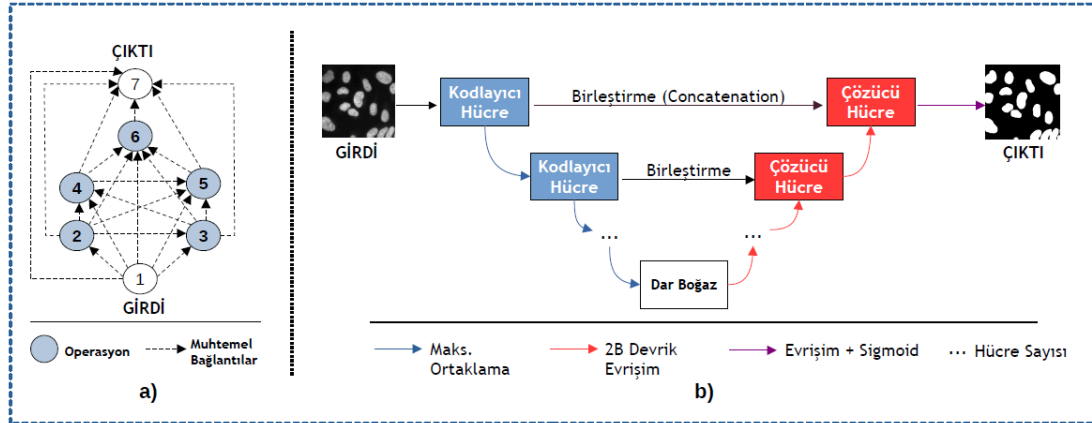 ÇIKTI
7
6
4
5
2
3
1
GİRDİ
Operasyon
Muhtemel
Bağlantılar
a)
GİRDİ
Kodlayıcı
Hücre
Birleştirme (Concatenation)
Çözücü
Hücre
ÇIKTI
Kodlayıcı
Hücre
Birleştirme
Çözücü
Hücre
...
...
Dar Boğaz
Maks.
Ortaklama
2B Devrik
Evrişim
Evrişim + Sigmoid
... Hücre Sayısı
b)